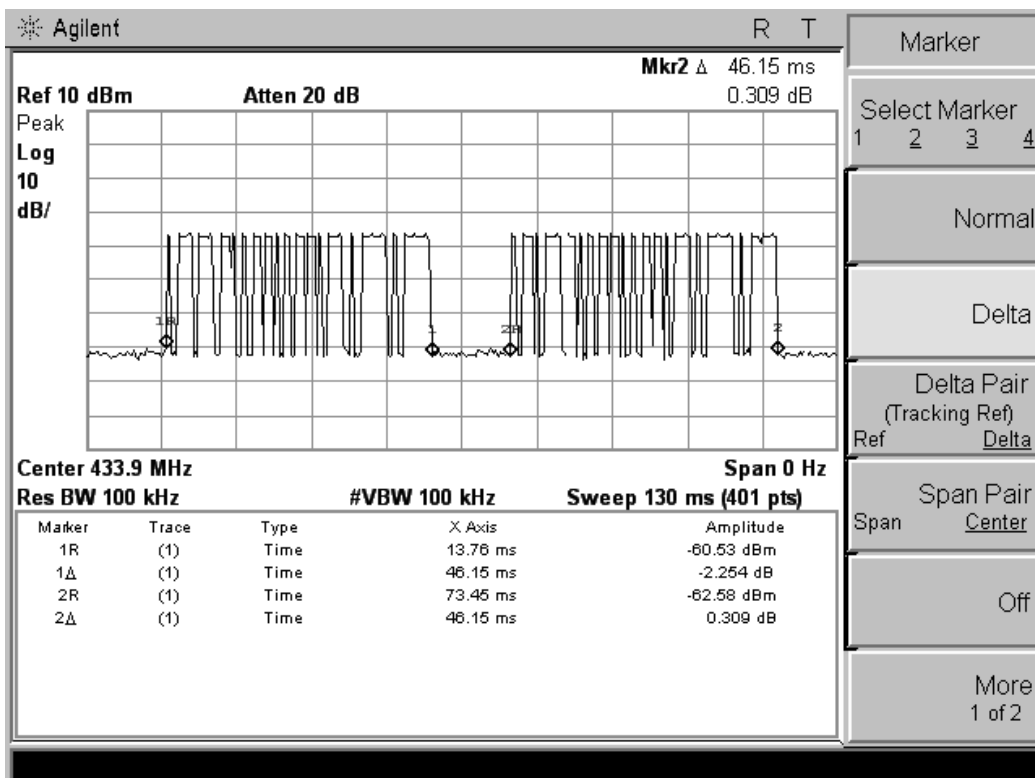 Agilent R T
Mkr2 Δ 46.15 ms
Ref 10 dBm Atten 20 dB 0.309 dB
Peak
Log
10
dB/
1R
1
2R
2
Center 433.9 MHz Span 0 Hz
Res BW 100 kHz #VBW 100 kHz Sweep 130 ms (401 pts)
Marker Trace Type X Axis Amplitude
1R (1) Time 13.76 ms -60.53 dBm
1Δ (1) Time 46.15 ms -2.254 dB
2R (1) Time 73.45 ms -62.58 dBm
2Δ (1) Time 46.15 ms 0.309 dB
Marker
Select Marker
1 2 3 4
Normal
Delta
Delta Pair
(Tracking Ref)
Ref Delta
Span Pair
Span Center
Off
More
1 of 2